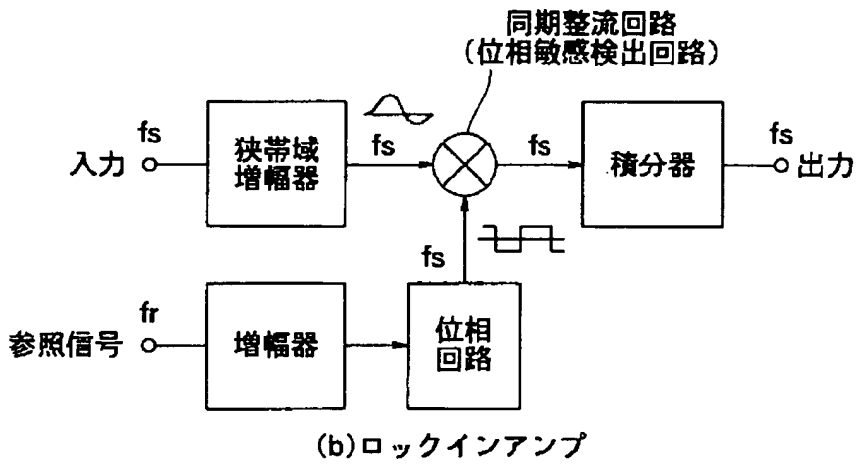 同期整流回路
(位相敏感検出回路)
fs
入力
狭帯域
増幅器
fs
fs
積分器
fs
出力
fs
fr
参照信号
増幅器
位相
回路
(b)ロックインアンプ